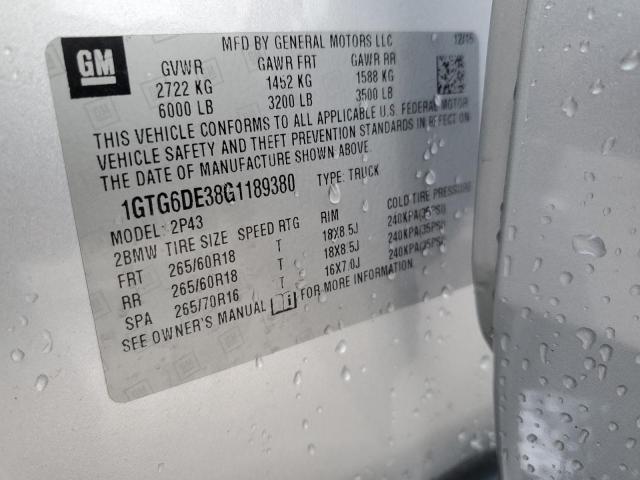 GM
MFD BY GENERAL MOTORS LLC 12/15
GVWR GAWR FRT GAWR RR
2722 KG 1452 KG 1588 KG
6000 LB 3200 LB 3500 LB
THIS VEHICLE CONFORMS TO ALL APPLICABLE U.S. FEDERAL MOTOR
VEHICLE SAFETY AND THEFT PREVENTION STANDARDS IN EFFECT ON
THE DATE OF MANUFACTURE SHOWN ABOVE.
1GTG6DE38G1189380 TYPE: TRUCK
MODEL: 2P43
2BMW TIRE SIZE SPEED RTG RIM COLD TIRE PRESSURE
FRT 265/60R18 T 18X8.5J 240KPA(35PSI)
RR 265/60R18 T 18X8.5J 240KPA(35PSI)
SPA 265/70R16 T 16X7.0J 240KPA(35PSI)
SEE OWNER'S MANUAL FOR MORE INFORMATION